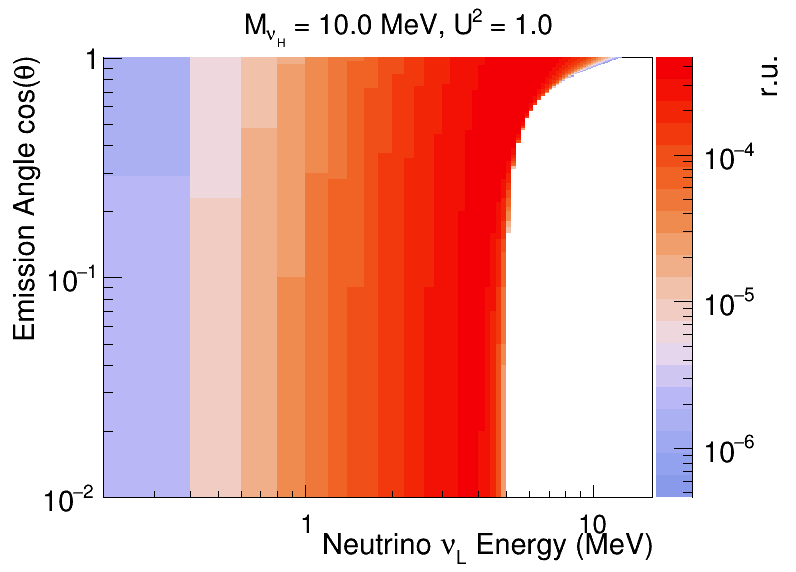 M_{ν_H} = 10.0 MeV, U² = 1.0
r.u.
Emission Angle cos(θ)
1
10⁻¹
10⁻²
10⁻⁴
10⁻⁵
10⁻⁶
1
10
Neutrino ν_L Energy (MeV)